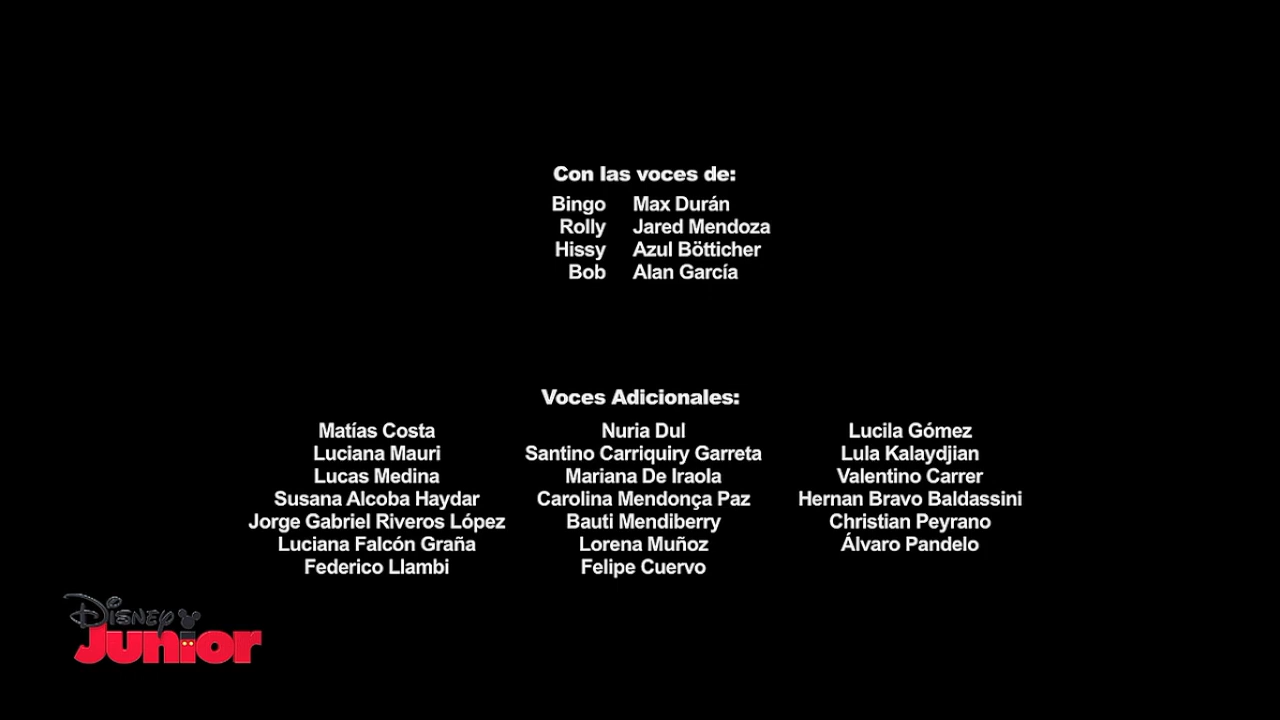 Con las voces de:
Bingo Max Durán
Rolly Jared Mendoza
Hissy Azul Bötticher
Bob Alan García
Voces Adicionales:
Matías Costa Nuria Dul Lucila Gómez
Luciana Mauri Santino Carriquiry Garreta Lula Kalaydjian
Lucas Medina Mariana De Iraola Valentino Carrer
Susana Alcoba Haydar Carolina Mendonça Paz Hernan Bravo Baldassini
Jorge Gabriel Riveros López Bauti Mendiberry Christian Peyrano
Luciana Falcón Graña Lorena Muñoz Álvaro Pandelo
Federico Llambi Felipe Cuervo
Disney
Junior